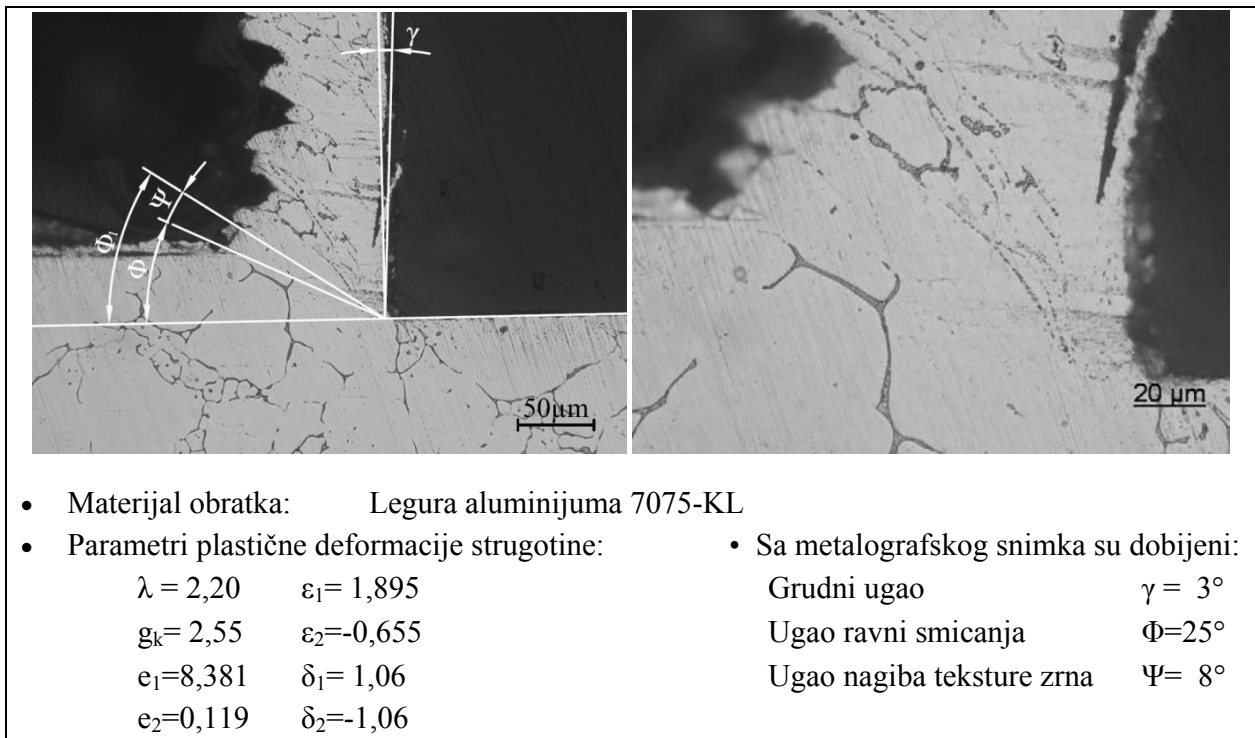 γ
Ψ
Φ₁
Φ
50µm
20 µm
• Materijal obratka: Legura aluminijuma 7075-KL
• Parametri plastične deformacije strugotine:
λ = 2,20 ε₁= 1,895
gₖ= 2,55 ε₂=-0,655
e₁=8,381 δ₁= 1,06
e₂=0,119 δ₂=-1,06
• Sa metalografskog snimka su dobijeni:
Grudni ugao γ = 3°
Ugao ravni smicanja Φ=25°
Ugao nagiba teksture zrna Ψ= 8°